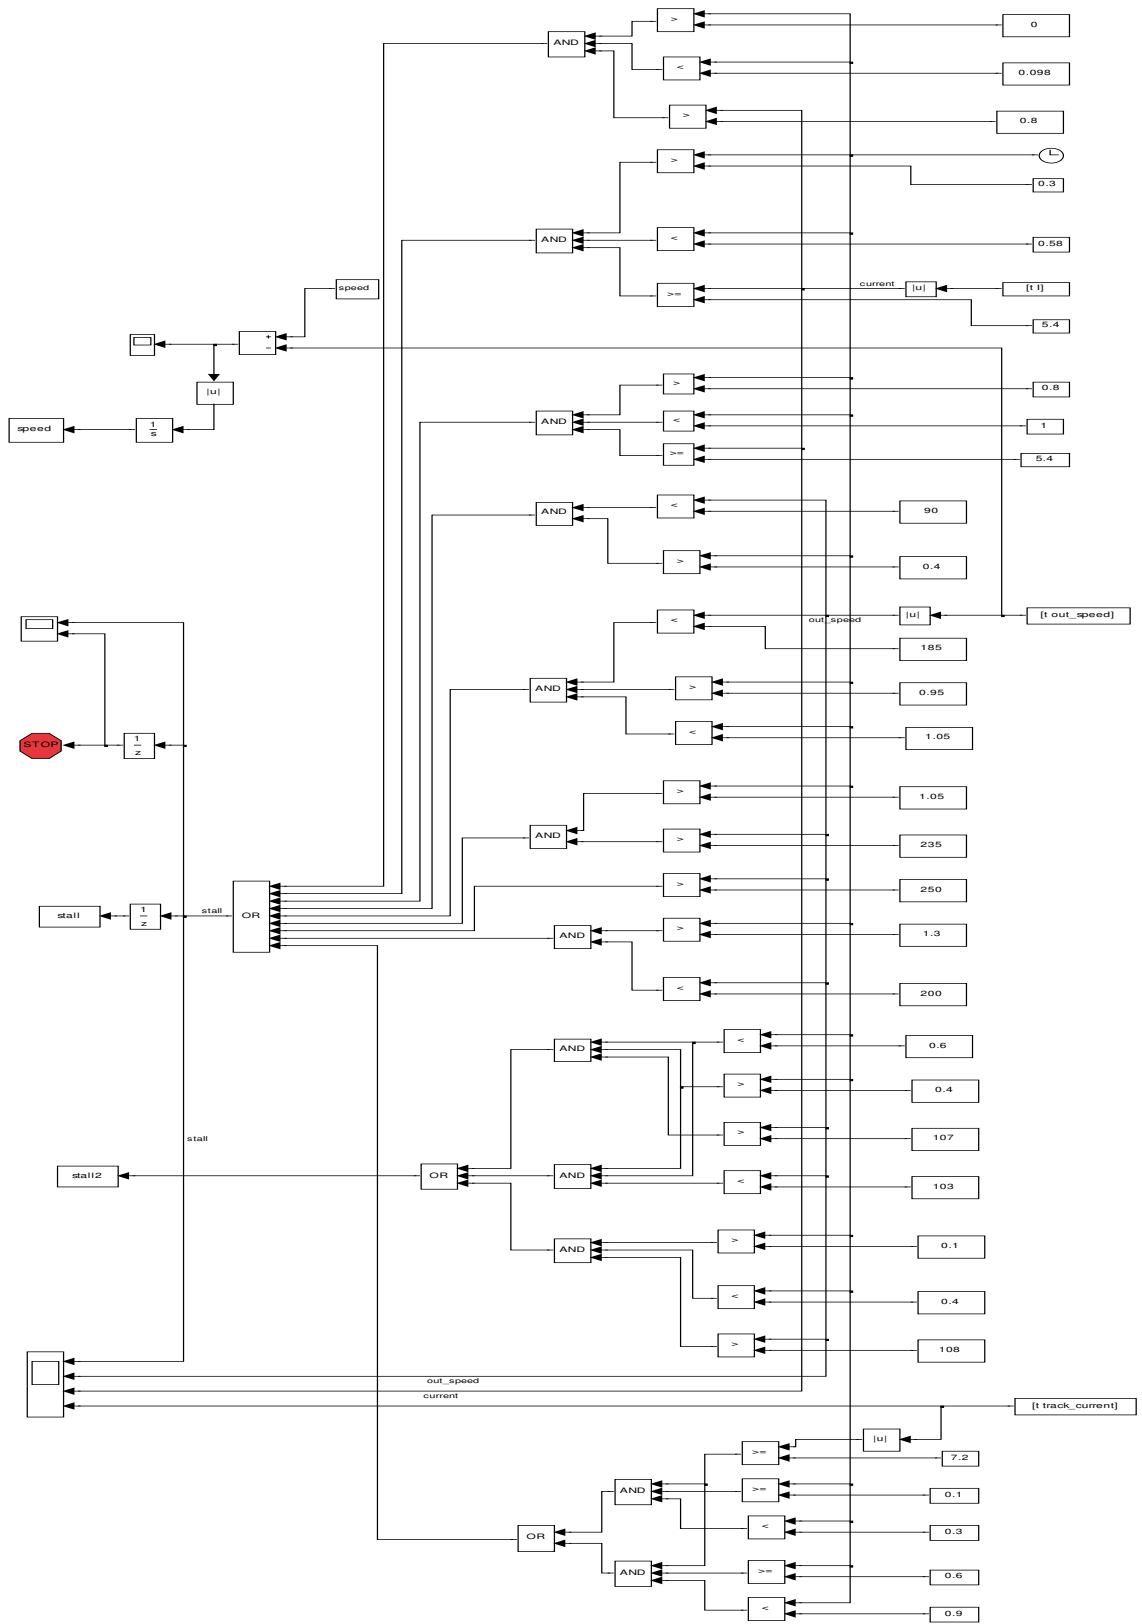 >
0
AND
<
0.098
>
0.8
>
0.3
AND
<
0.58
speed
>=
current
|u|
[t I]
5.4
+
−
|u|
>
0.8
speed
1
s
AND
<
1
>=
5.4
AND
<
90
>
0.4
<
out_speed
|u|
[t out_speed]
185
AND
>
0.95
STOP
1
z
<
1.05
>
1.05
AND
>
235
>
250
stall
1
z
stall
OR
AND
>
1.3
<
200
AND
<
0.6
>
0.4
>
107
stall
stall2
OR
AND
<
103
AND
>
0.1
<
0.4
>
108
out_speed
current
[t track_current]
|u|
>=
7.2
AND
>=
0.1
<
0.3
OR
AND
>=
0.6
<
0.9